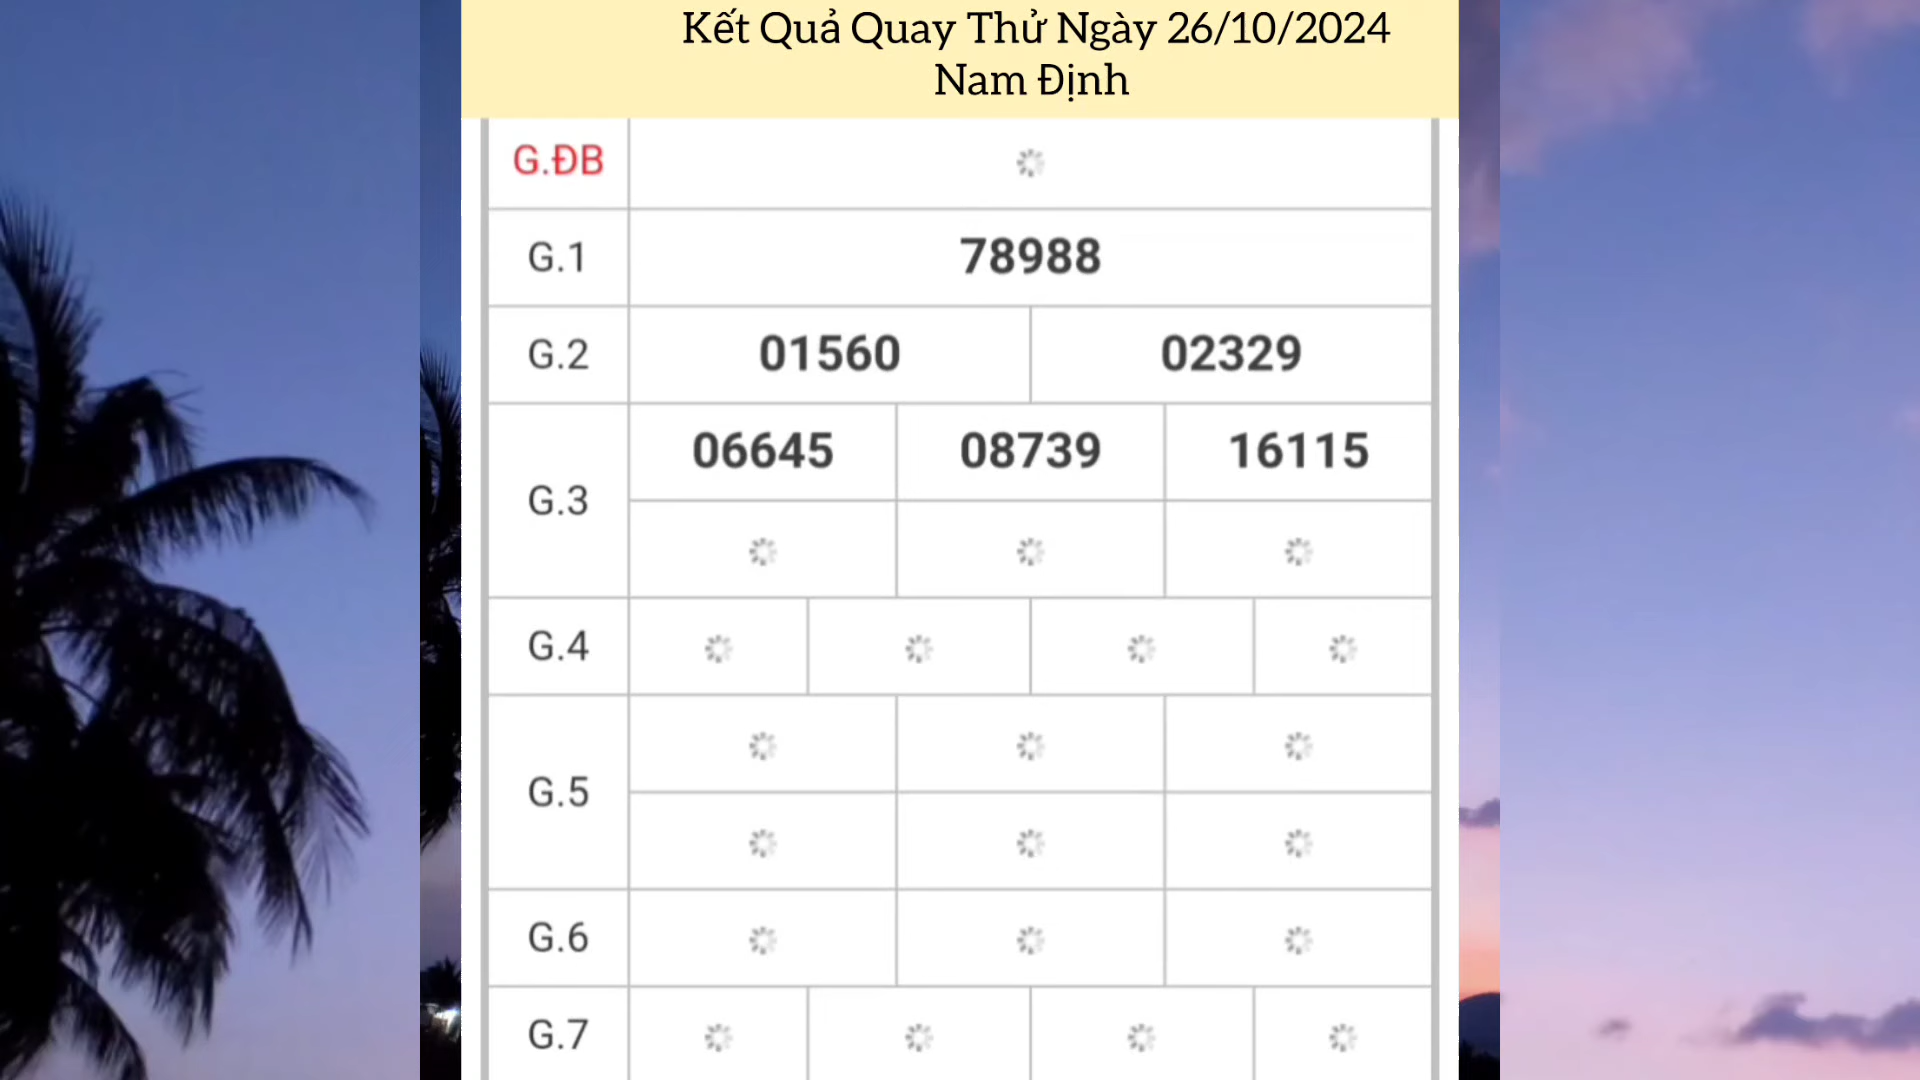 Kết Quả Quay Thử Ngày 26/10/2024
Nam Định
G.ĐB
G.1 78988
G.2 01560 02329
G.3 06645 08739 16115
G.4
G.5
G.6
G.7